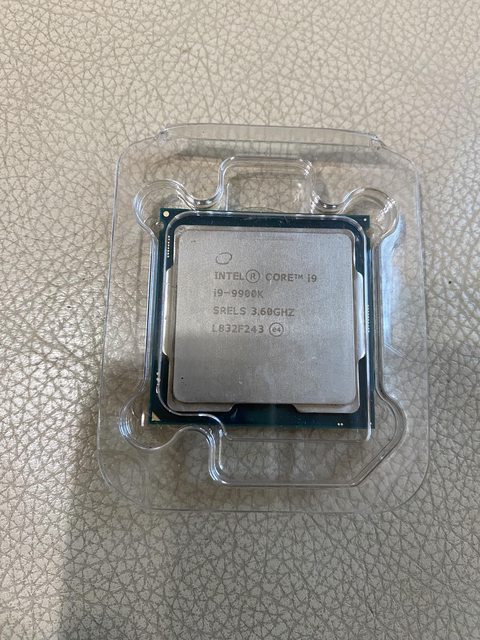 INTEL® CORE™ i9
i9-9900K
SRELS 3.60GHZ
L832F243 e4